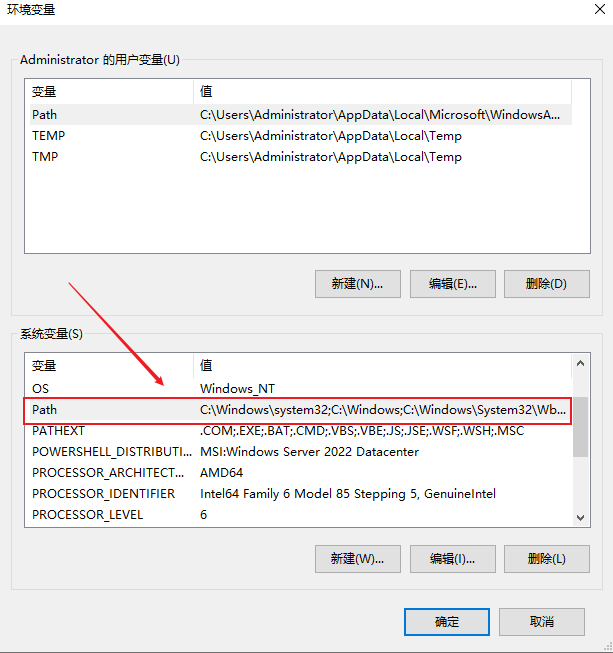 环境变量
Administrator 的用户变量(U)
变量 值
Path C:\Users\Administrator\AppData\Local\Microsoft\WindowsA...
TEMP C:\Users\Administrator\AppData\Local\Temp
TMP C:\Users\Administrator\AppData\Local\Temp
新建(N)... 编辑(E)... 删除(D)
系统变量(S)
变量 值
OS Windows_NT
Path C:\Windows\system32;C:\Windows;C:\Windows\System32\Wb...
PATHEXT .COM;.EXE;.BAT;.CMD;.VBS;.VBE;.JS;.JSE;.WSF;.WSH;.MSC
POWERSHELL_DISTRIBUTI... MSI:Windows Server 2022 Datacenter
PROCESSOR_ARCHITECT... AMD64
PROCESSOR_IDENTIFIER Intel64 Family 6 Model 85 Stepping 5, GenuineIntel
PROCESSOR_LEVEL 6
新建(W)... 编辑(I)... 删除(L)
确定 取消